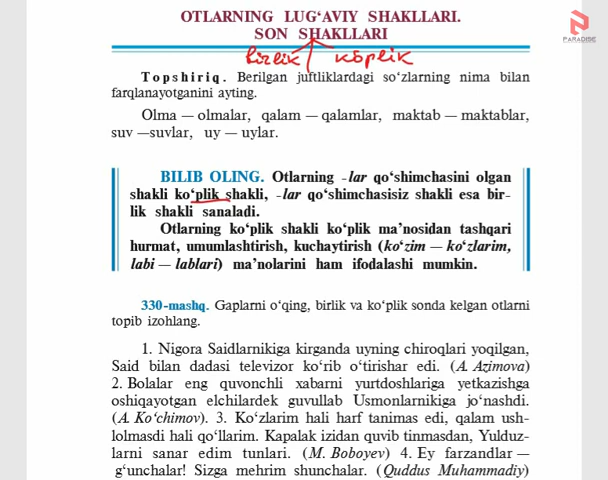 OTLARNING LUG‘AVIY SHAKLLARI.
SON SHAKLLARI
PARADISE
birlik koplik
Topshiriq. Berilgan juftliklardagi so‘zlarning nima bilan
farqlanayotganini ayting.
Olma — olmalar, qalam — qalamlar, maktab — maktablar,
suv —suvlar, uy — uylar.
BILIB OLING. Otlarning -lar qo‘shimchasini olgan
shakli ko‘plik shakli, -lar qo‘shimchasisiz shakli esa bir-
lik shakli sanaladi.
Otlarning ko‘plik shakli ko‘plik ma’nosidan tashqari
hurmat, umumlashtirish, kuchaytirish (ko‘zim — ko‘zlarim,
labi — lablari) ma’nolarini ham ifodalashi mumkin.
330-mashq. Gaplarni o‘qing, birlik va ko‘plik sonda kelgan otlarni
topib izohlang.
1. Nigora Saidlarnikiga kirganda uyning chiroqlari yoqilgan,
Said bilan dadasi televizor ko‘rib o‘tirishar edi. (A. Azimova)
2. Bolalar eng quvonchli xabarni yurtdoshlariga yetkazishga
oshiqayotgan elchilardek guvullab Usmonlarnikiga jo‘nashdi.
(A. Ko‘chimov). 3. Ko‘zlarim hali harf tanimas edi, qalam ush-
lolmasdi hali qo‘llarim. Kapalak izidan quvib tinmasdan, Yulduz-
larni sanar edim tunlari. (M. Boboyev) 4. Ey farzandlar —
g‘unchalar! Sizga mehrim shunchalar. (Quddus Muhammadiy)